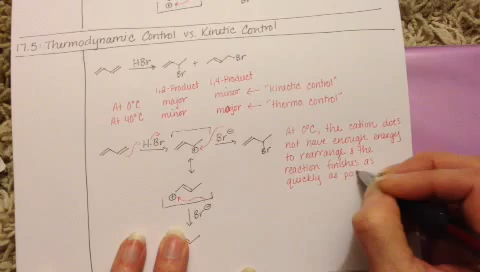 17.5: Thermodynamic Control vs. Kinetic Control
HBr
+
Br
Br
1,2-Product
1,4-Product
At 0°C
major
minor ← "kinetic control"
At 40°C
minor
major ← "thermo control"
H-Br
⊕
Br⊖
Br
⊕
Br⊖
At 0°C, the cation does
not have enough energy
to rearrange & the
reaction finishes as
quickly as po